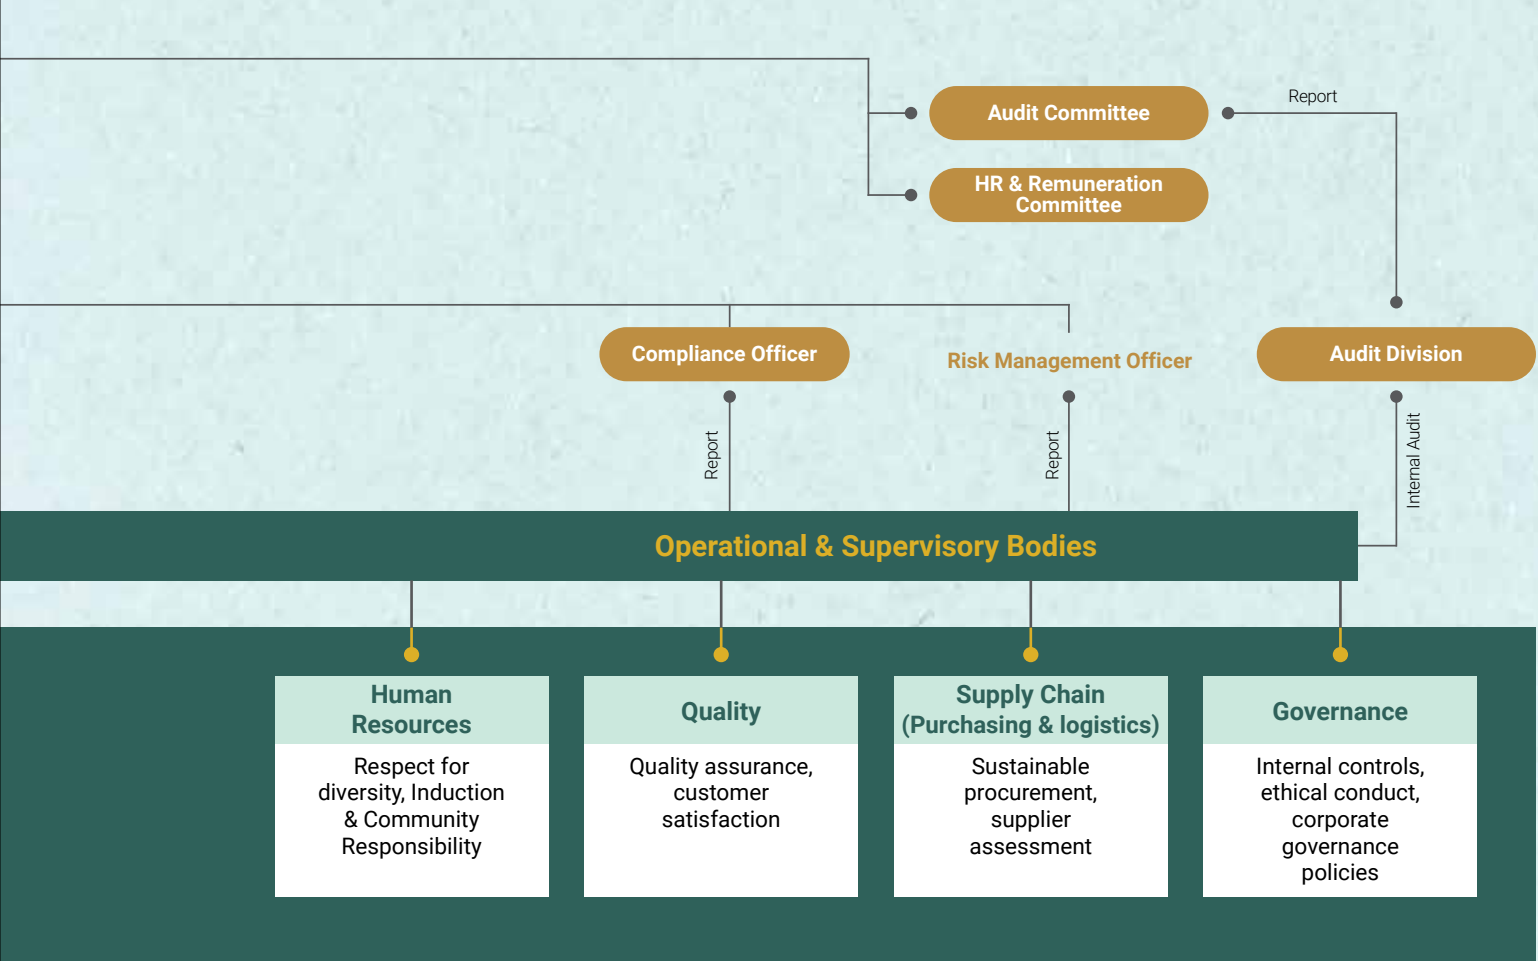 Report
Audit Committee
HR & Remuneration
Committee
Compliance Officer
Risk Management Officer
Audit Division
Report
Report
Internal Audit
Operational & Supervisory Bodies
Human
Resources
Respect for
diversity, Induction
& Community
Responsibility
Quality
Quality assurance,
customer
satisfaction
Supply Chain
(Purchasing & logistics)
Sustainable
procurement,
supplier
assessment
Governance
Internal controls,
ethical conduct,
corporate
governance
policies